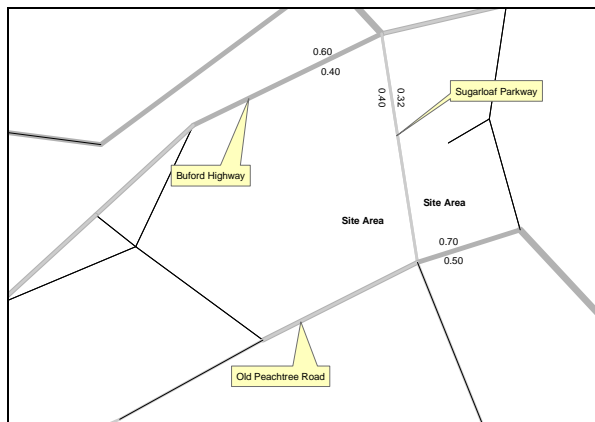 0.60
0.40
0.40
0.32
Sugarloaf Parkway
Buford Highway
Site Area
Site Area
0.70
0.50
Old Peachtree Road